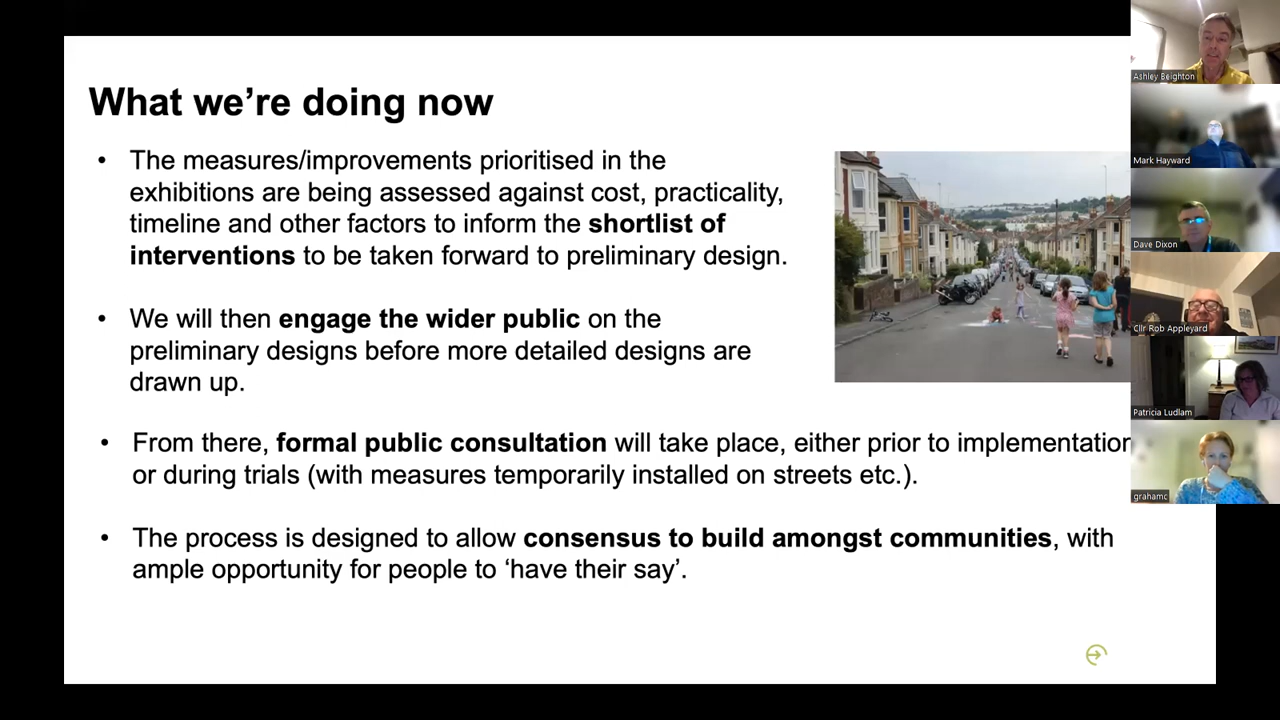 What we’re doing now
• The measures/improvements prioritised in the
exhibitions are being assessed against cost, practicality,
timeline and other factors to inform the shortlist of
interventions to be taken forward to preliminary design.
• We will then engage the wider public on the
preliminary designs before more detailed designs are
drawn up.
• From there, formal public consultation will take place, either prior to implementation
or during trials (with measures temporarily installed on streets etc.).
• The process is designed to allow consensus to build amongst communities, with
ample opportunity for people to ‘have their say’.
Ashley Beighton
Mark Hayward
Dave Dixon
Cllr Rob Appleyard
Patricia Ludlam
grahamc